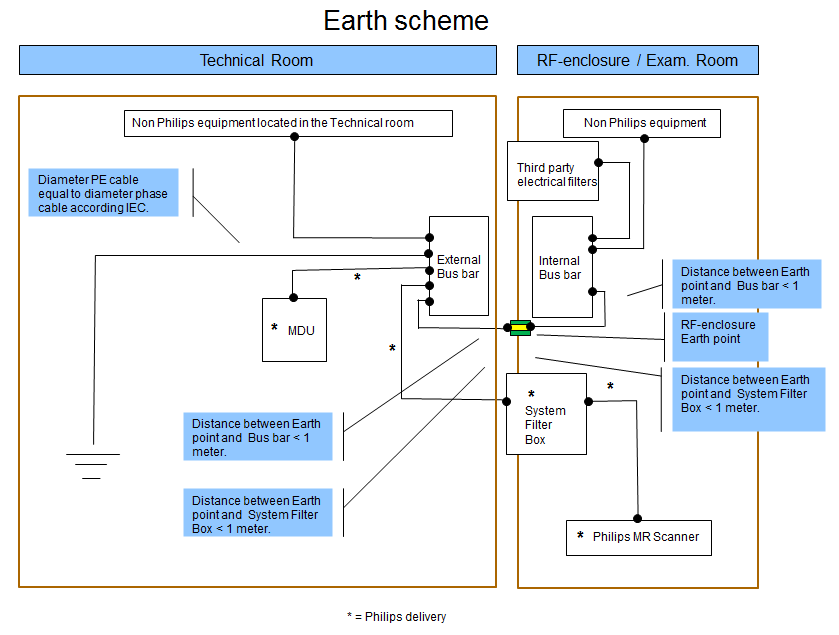 Earth scheme
Technical Room
RF-enclosure / Exam. Room
Non Philips equipment located in the Technical room
Non Philips equipment
Third party
electrical filters
Diameter PE cable
equal to diameter phase
cable according IEC.
External
Bus bar
Internal
Bus bar
Distance between Earth
point and Bus bar < 1
meter.
*
* MDU
RF-enclosure
Earth point
*
Distance between Earth
point and System Filter
Box < 1 meter.
*
System
Filter
Box
*
Distance between Earth
point and Bus bar < 1
meter.
Distance between Earth
point and System Filter
Box < 1 meter.
* Philips MR Scanner
* = Philips delivery